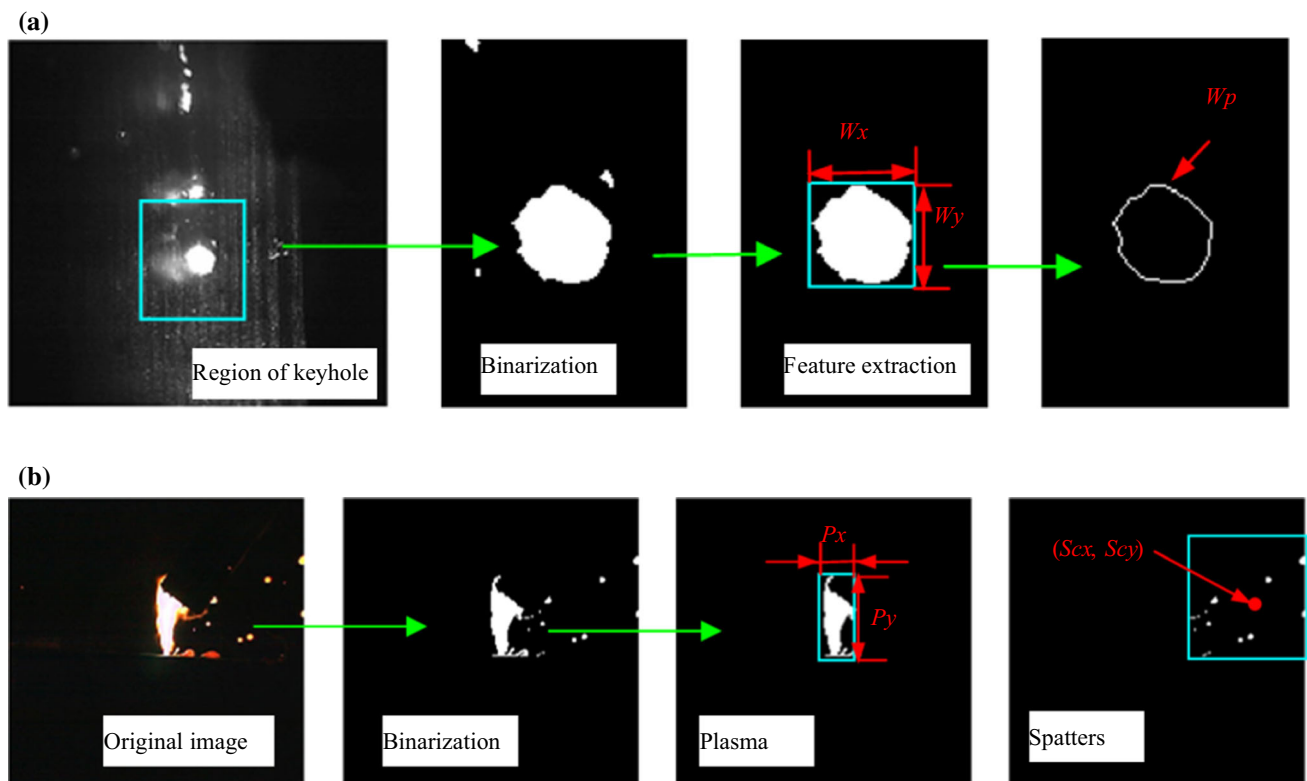 (a)
Wx
Wy
Wp
Region of keyhole
Binarization
Feature extraction
(b)
Px
Py
(Scx, Scy)
Original image
Binarization
Plasma
Spatters